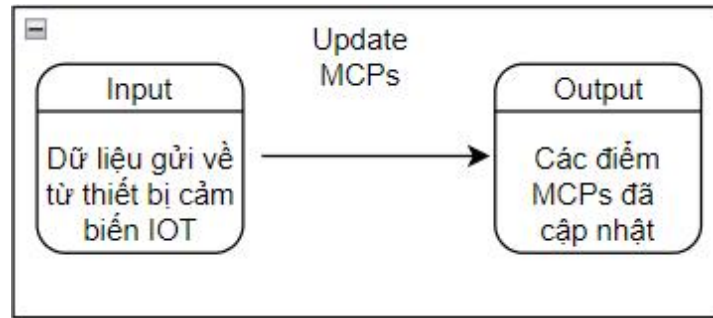 Update
MCPs
Input
Dữ liệu gửi về
từ thiết bị cảm
biến IOT
Output
Các điểm
MCPs đã
cập nhật